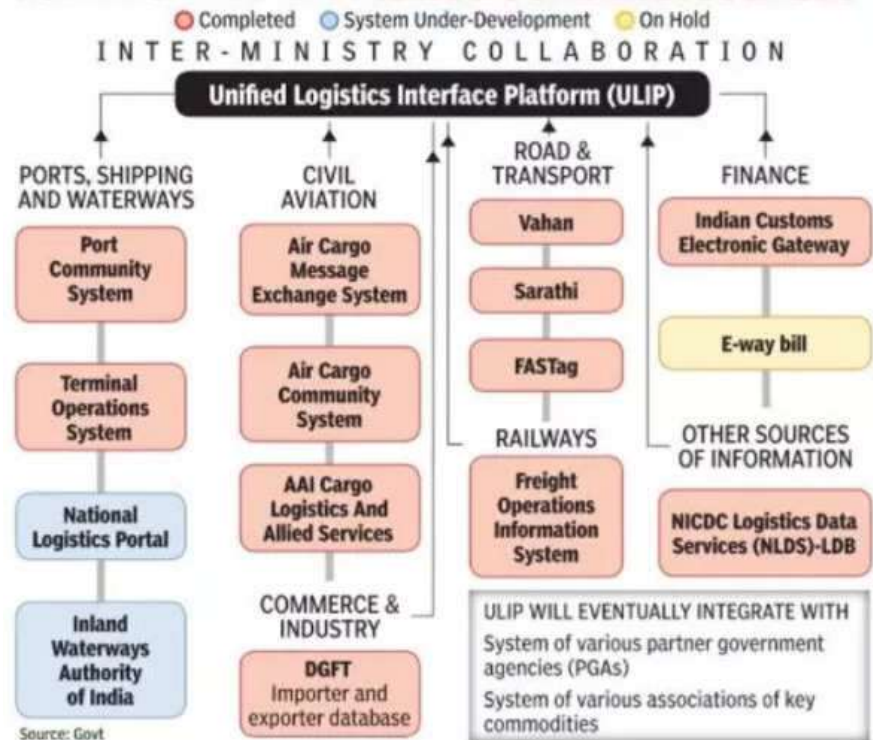 Completed
System Under-Development
On Hold
INTER-MINISTRY COLLABORATION
Unified Logistics Interface Platform (ULIP)
PORTS, SHIPPING
AND WATERWAYS
Port
Community
System
Terminal
Operations
System
National
Logistics Portal
Inland
Waterways
Authority
of India
CIVIL
AVIATION
Air Cargo
Message
Exchange System
Air Cargo
Community
System
AAI Cargo
Logistics And
Allied Services
COMMERCE &
INDUSTRY
DGFT
Importer and
exporter database
ROAD &
TRANSPORT
Vahan
Sarathi
FASTag
RAILWAYS
Freight
Operations
Information
System
FINANCE
Indian Customs
Electronic Gateway
E-way bill
OTHER SOURCES
OF INFORMATION
NICDC Logistics Data
Services (NLDS)-LDB
ULIP WILL EVENTUALLY INTEGRATE WITH
System of various partner government
agencies (PGAs)
System of various associations of key
commodities
Source: Govt